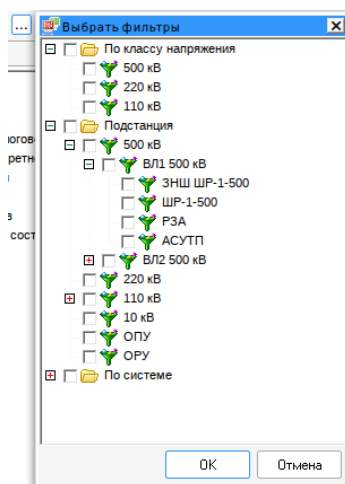 ...
Выбрать фильтры
По классу напряжения
500 кВ
220 кВ
110 кВ
Подстанция
500 кВ
ВЛ1 500 кВ
ЗНШ ШР-1-500
ШР-1-500
РЗА
АСУТП
ВЛ2 500 кВ
220 кВ
110 кВ
10 кВ
ОПУ
ОРУ
По системе
ОК
Отмена